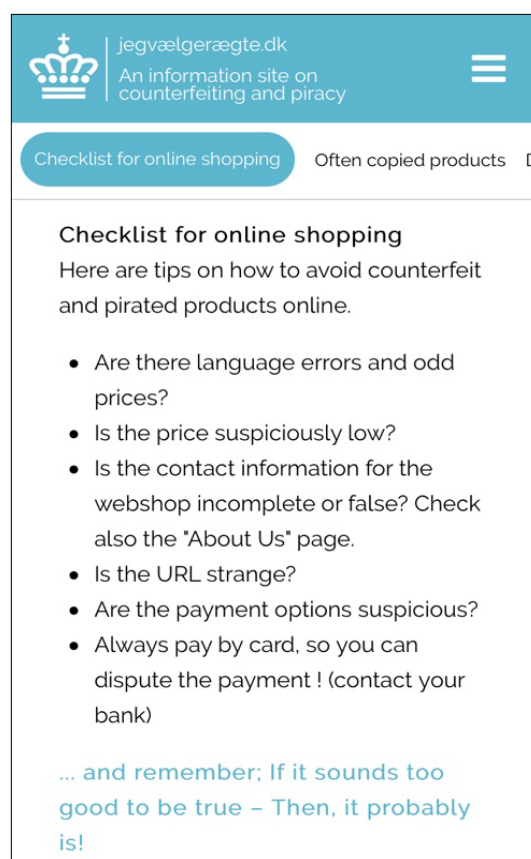 jegvælgerægte.dk
An information site on
counterfeiting and piracy
Checklist for online shopping
Often copied products
Checklist for online shopping
Here are tips on how to avoid counterfeit
and pirated products online.
• Are there language errors and odd
prices?
• Is the price suspiciously low?
• Is the contact information for the
webshop incomplete or false? Check
also the "About Us" page.
• Is the URL strange?
• Are the payment options suspicious?
• Always pay by card, so you can
dispute the payment ! (contact your
bank)
... and remember; If it sounds too
good to be true – Then, it probably
is!